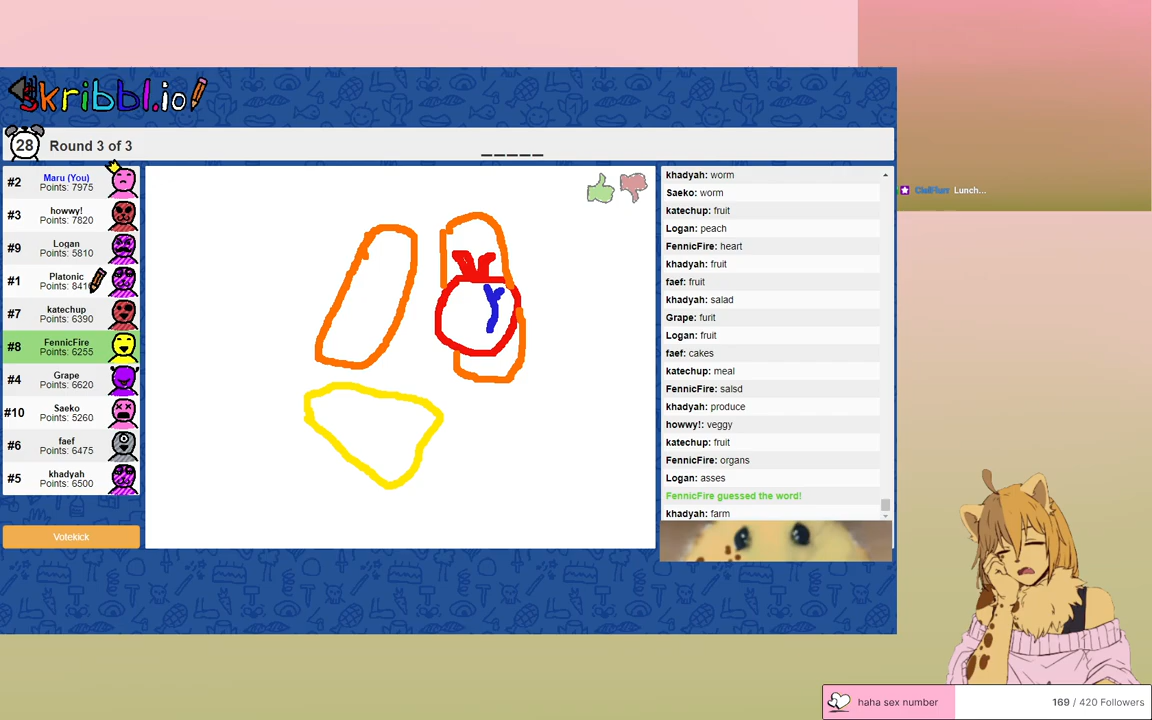 skribbl.io
28 Round 3 of 3
_____
#2 Maru (You)
Points: 7975
#3 howwy!
Points: 7820
#9 Logan
Points: 5810
#1 Platonic
Points: 8410
#7 katechup
Points: 6390
#8 FennicFire
Points: 6255
#4 Grape
Points: 6620
#10 Saeko
Points: 5260
#6 faef
Points: 6475
#5 khadyah
Points: 6500
Votekick
khadyah: worm
Saeko: worm
katechup: fruit
Logan: peach
FennicFire: heart
khadyah: fruit
faef: fruit
khadyah: salad
Grape: furit
Logan: fruit
faef: cakes
katechup: meal
FennicFire: salsd
khadyah: produce
howwy!: veggy
katechup: fruit
FennicFire: organs
Logan: asses
FennicFire guessed the word!
khadyah: farm
Lunch...
haha sex number 169 / 420 Followers